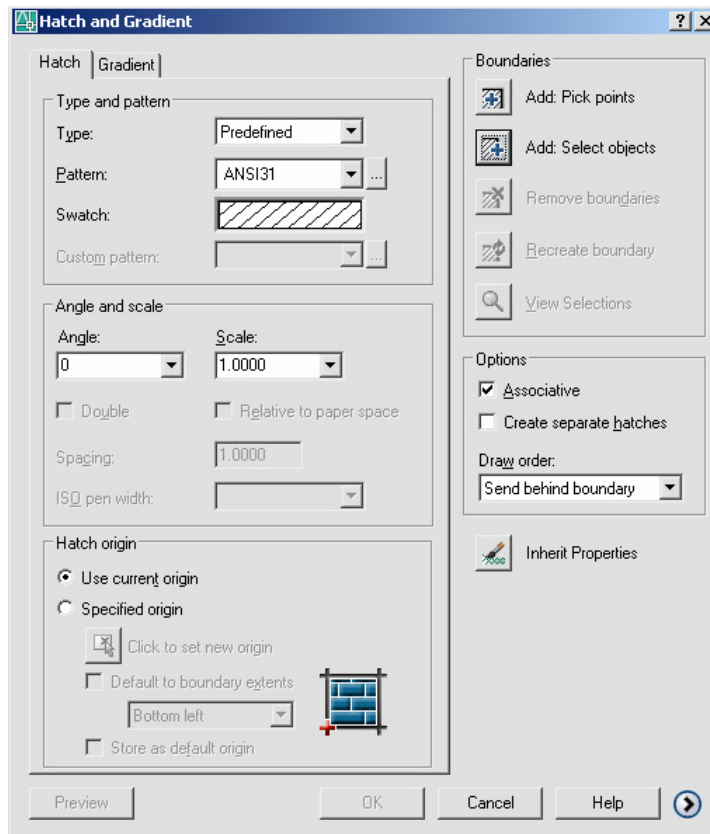 Hatch and Gradient
Hatch
Gradient
Type and pattern
Type:
Predefined
Pattern:
ANSI31
...
Swatch:
Custom pattern:
...
Angle and scale
Angle:
Scale:
0
1.0000
Double
Relative to paper space
Spacing:
1.0000
ISO pen width:
Hatch origin
Use current origin
Specified origin
Click to set new origin
Default to boundary extents
Bottom left
Store as default origin
Boundaries
Add: Pick points
Add: Select objects
Remove boundaries
Recreate boundary
View Selections
Options
Associative
Create separate hatches
Draw order:
Send behind boundary
Inherit Properties
Preview
OK
Cancel
Help